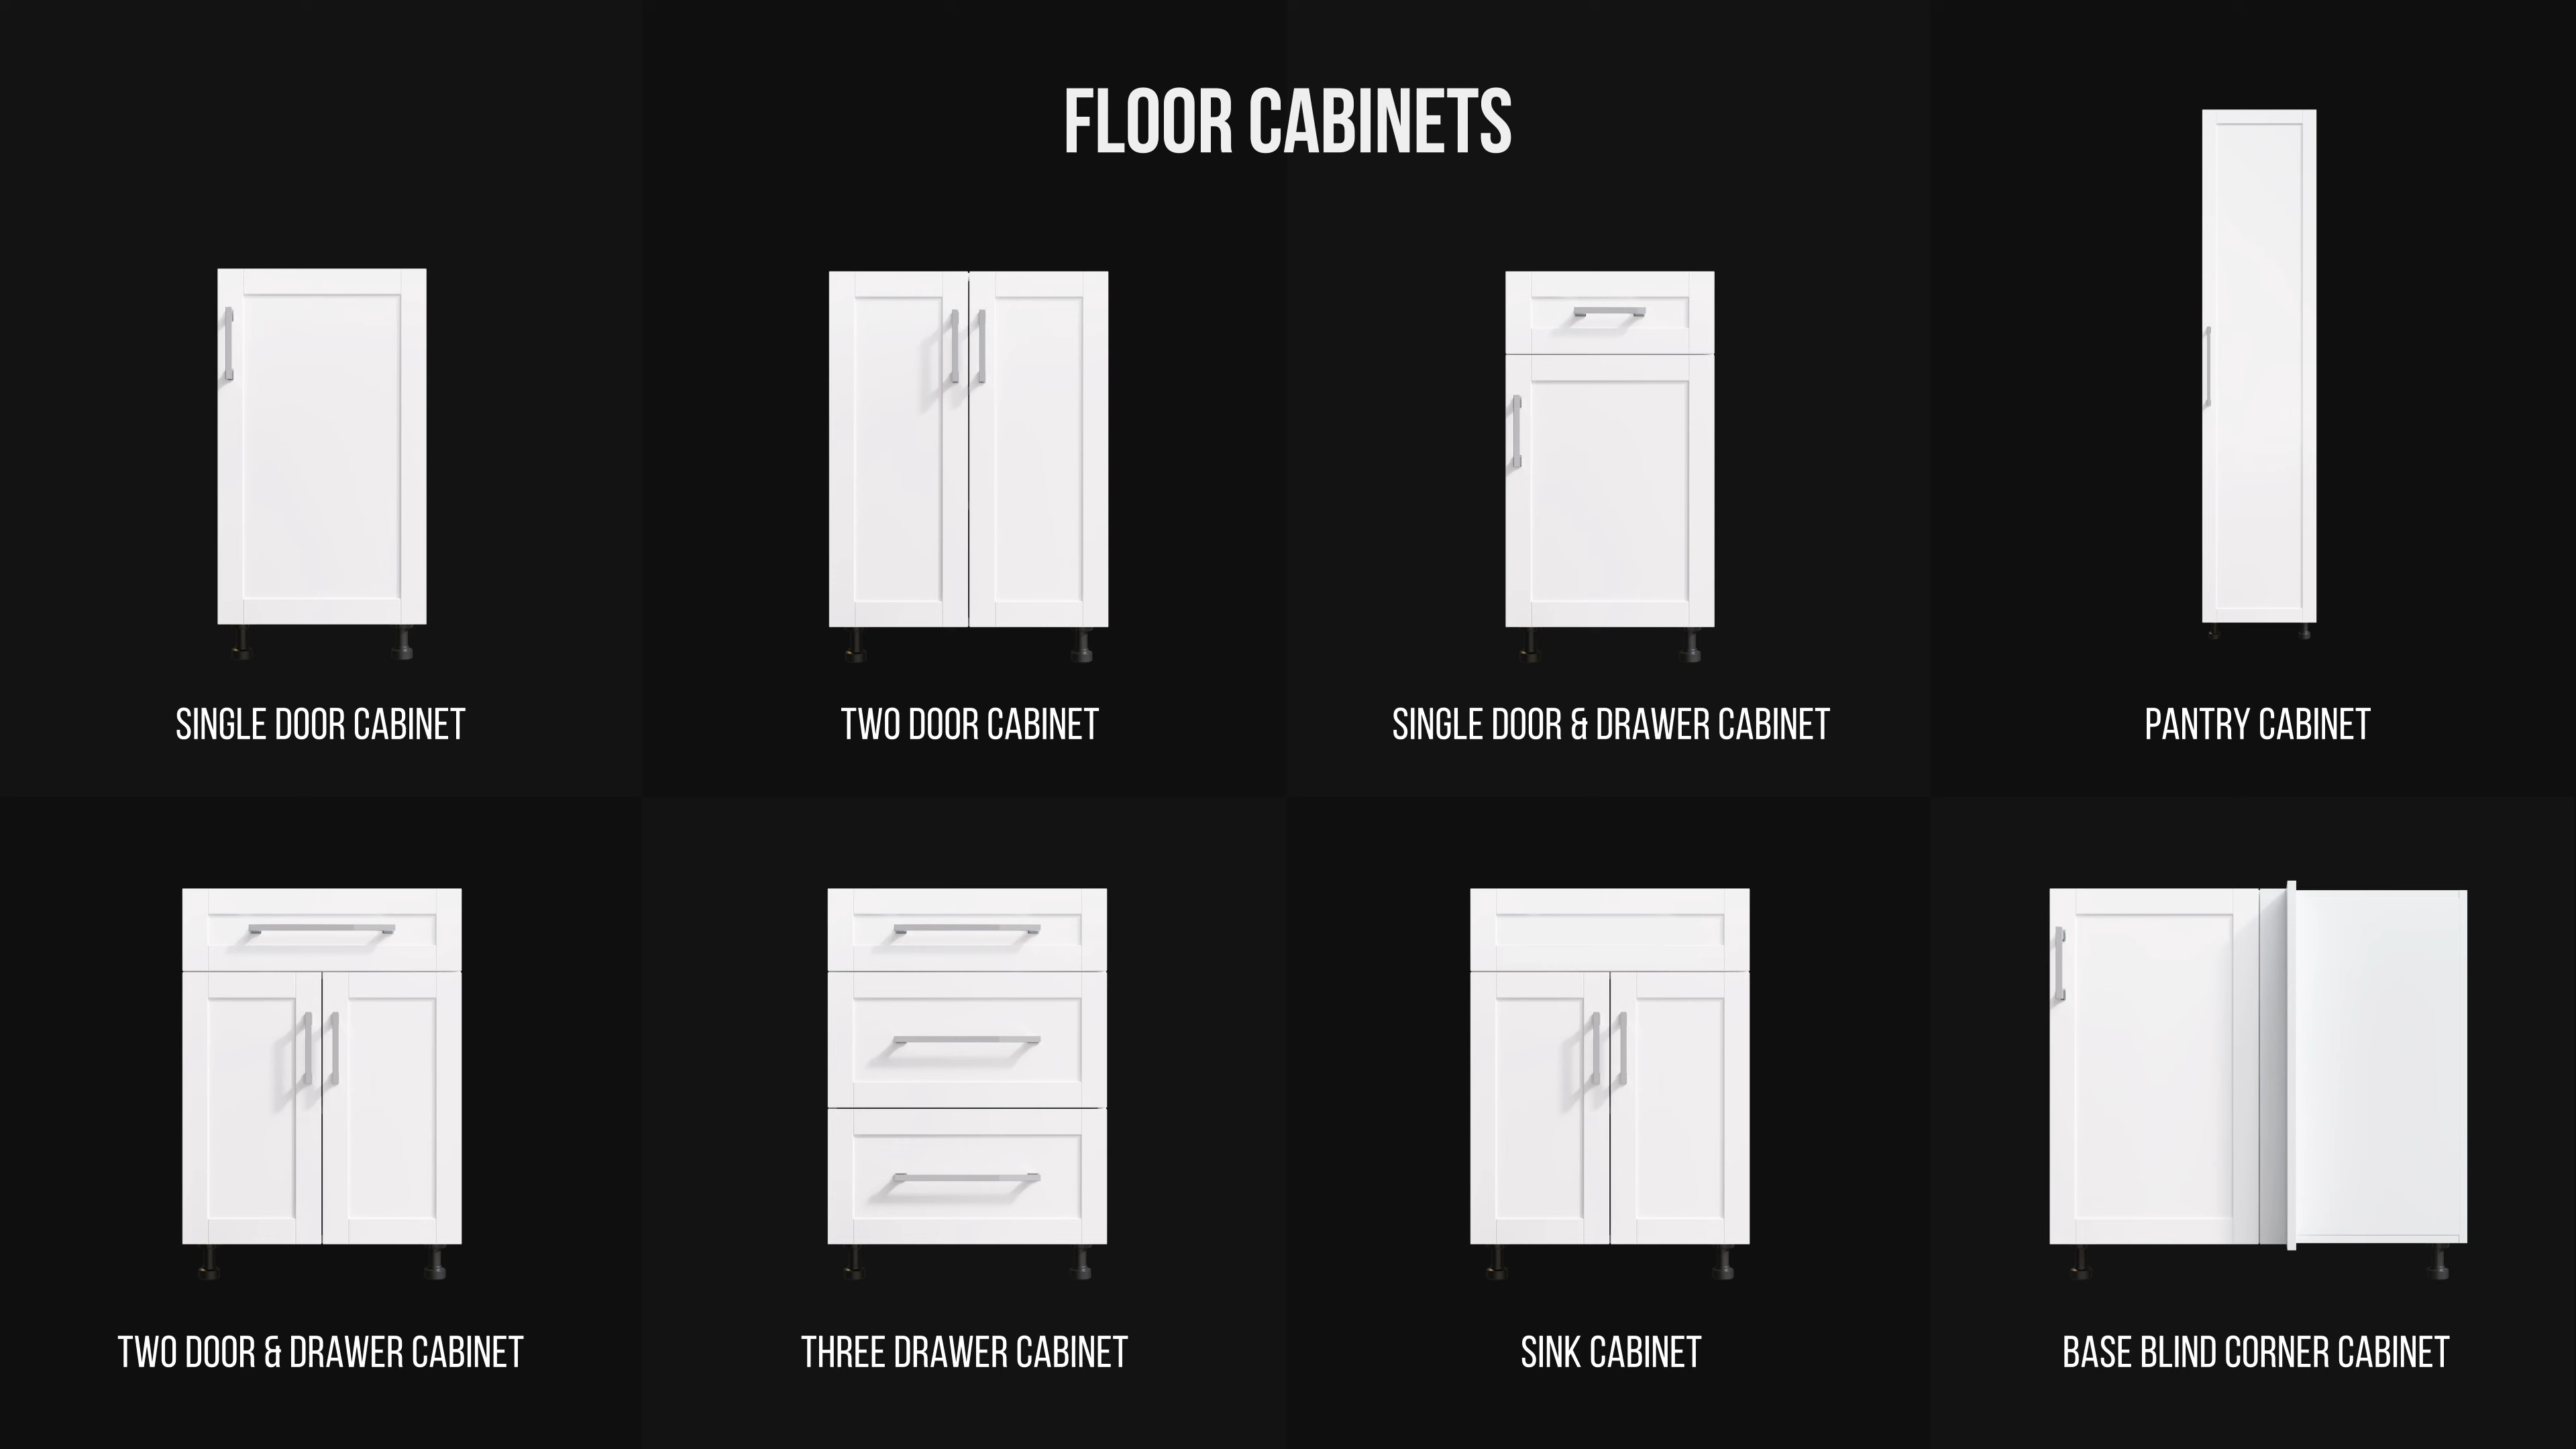 FLOOR CABINETS
SINGLE DOOR CABINET
TWO DOOR CABINET
SINGLE DOOR & DRAWER CABINET
PANTRY CABINET
TWO DOOR & DRAWER CABINET
THREE DRAWER CABINET
SINK CABINET
BASE BLIND CORNER CABINET